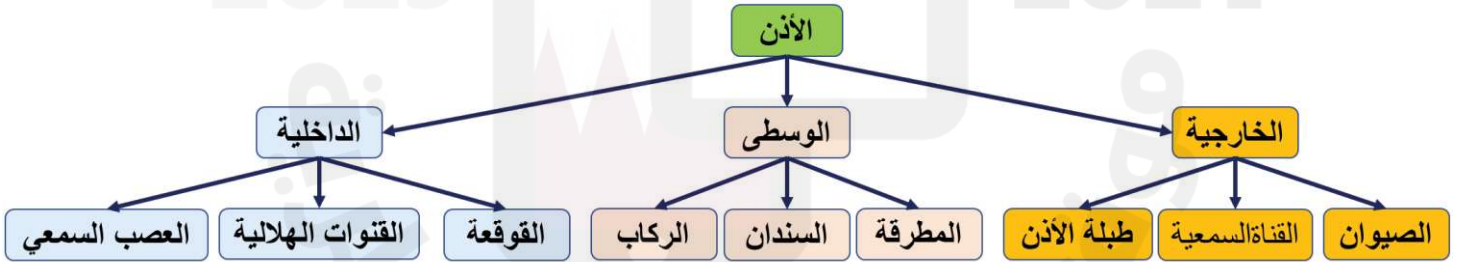 الأذن
الخارجية
الوسطى
الداخلية
الصيوان
القناةالسمعية
طبلة الأذن
المطرقة
السندان
الركاب
القوقعة
القنوات الهلالية
العصب السمعي